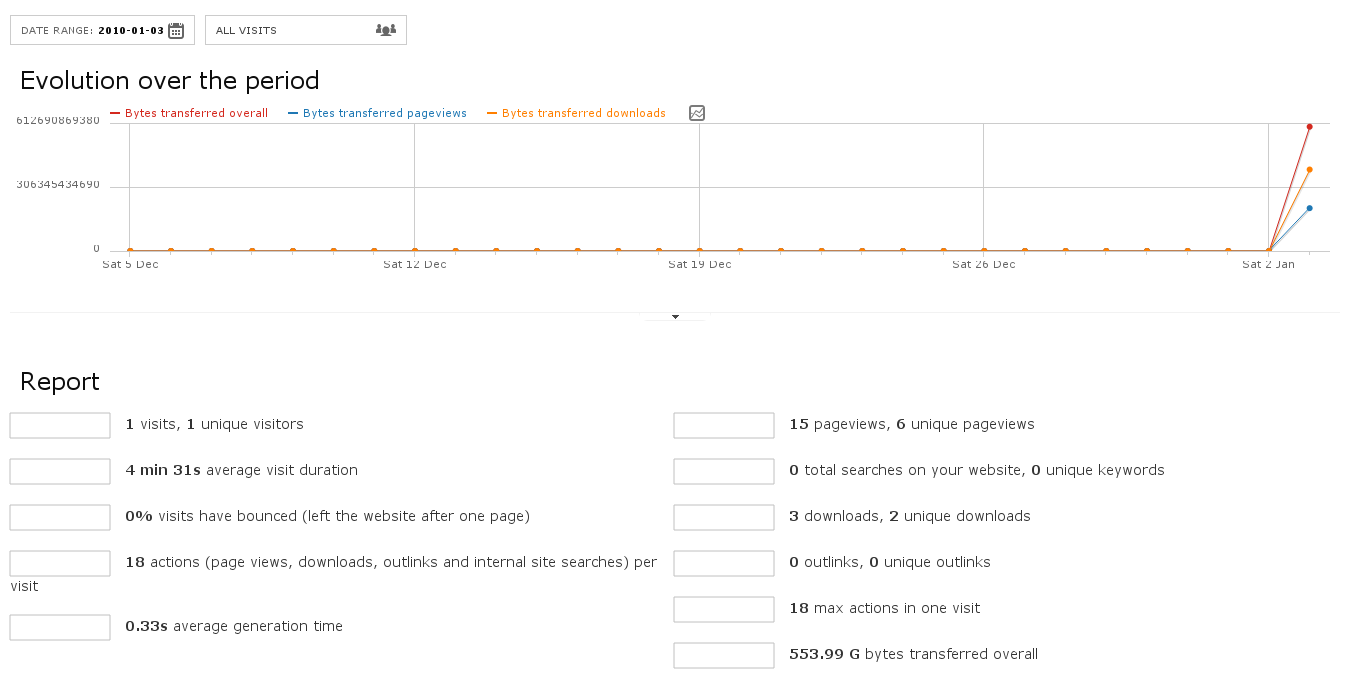 DATE RANGE: 2010-01-03
ALL VISITS
Evolution over the period
Bytes transferred overall
Bytes transferred pageviews
Bytes transferred downloads
612690869380
306345434690
0
Sat 5 Dec
Sat 12 Dec
Sat 19 Dec
Sat 26 Dec
Sat 2 Jan
Report
1 visits, 1 unique visitors
4 min 31s average visit duration
0% visits have bounced (left the website after one page)
18 actions (page views, downloads, outlinks and internal site searches) per
visit
0.33s average generation time
15 pageviews, 6 unique pageviews
0 total searches on your website, 0 unique keywords
3 downloads, 2 unique downloads
0 outlinks, 0 unique outlinks
18 max actions in one visit
553.99 G bytes transferred overall